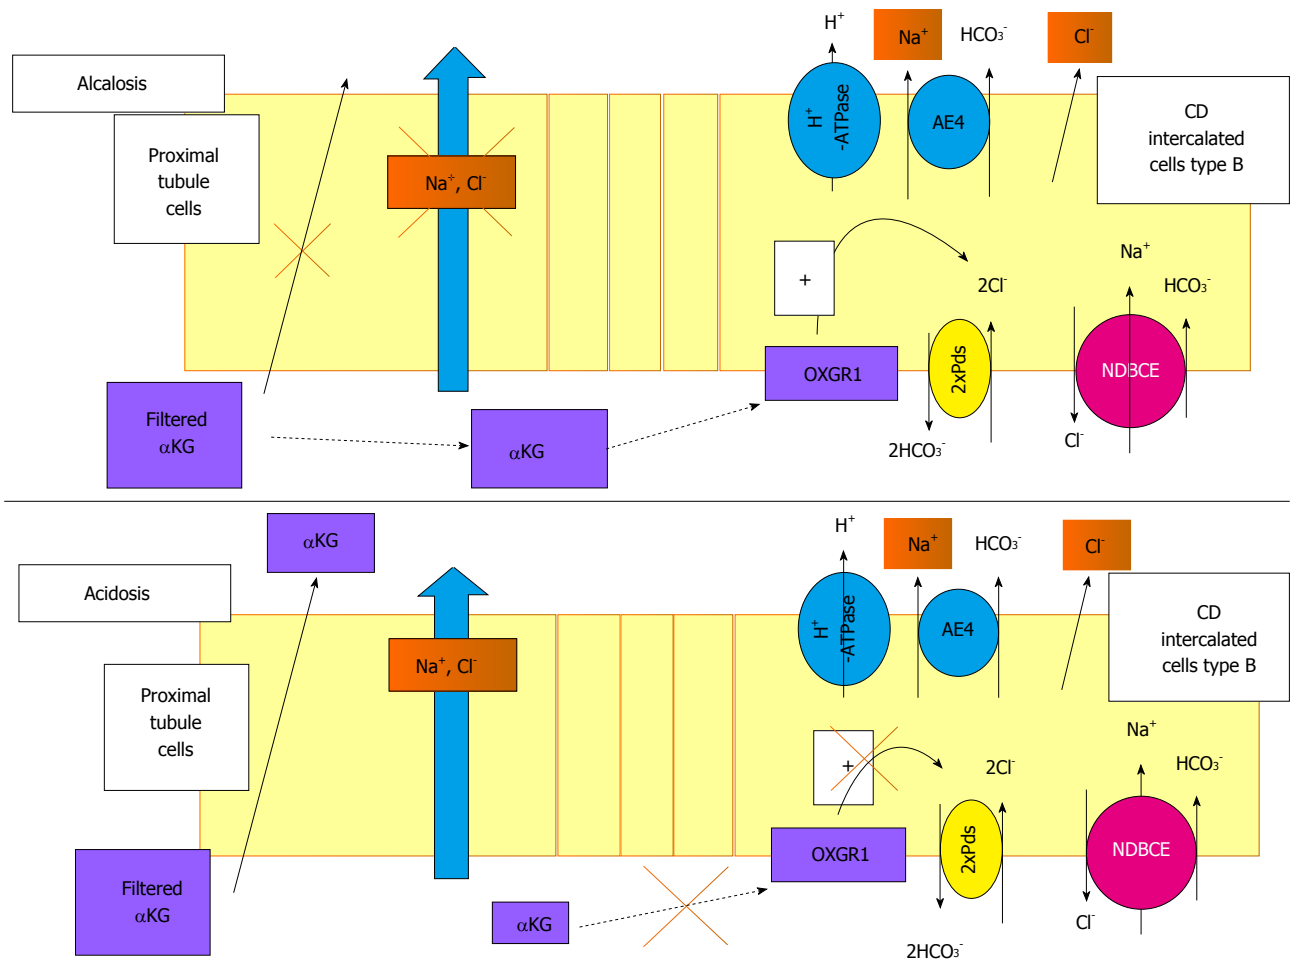 H⁺
Na⁺
HCO₃⁻
Cl⁻
Alcalosis
Proximal
tubule
cells
Na⁺, Cl⁻
H⁺
-ATPase
AE4
CD
intercalated
cells type B
+
2Cl⁻
Na⁺
HCO₃⁻
OXGR1
2xPds
NDBCE
Filtered
αKG
αKG
2HCO₃⁻
Cl⁻
αKG
H⁺
Na⁺
HCO₃⁻
Cl⁻
Acidosis
Proximal
tubule
cells
Na⁺, Cl⁻
H⁺
-ATPase
AE4
CD
intercalated
cells type B
+
2Cl⁻
Na⁺
HCO₃⁻
OXGR1
2xPds
NDBCE
Filtered
αKG
αKG
2HCO₃⁻
Cl⁻